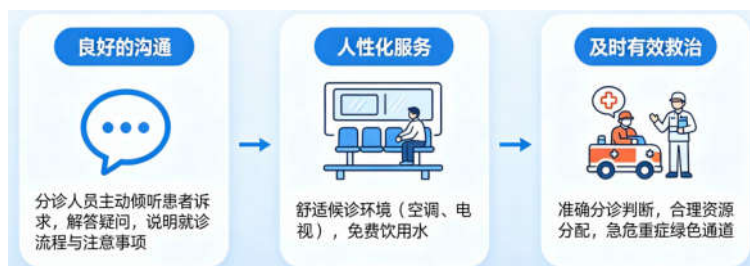 良好的沟通
分诊人员主动倾听患者诉
求，解答疑问，说明就诊
流程与注意事项
人性化服务
舒适候诊环境（空调、电
视），免费饮用水
及时有效救治
准确分诊判断，合理资源
分配，急危重症绿色通道